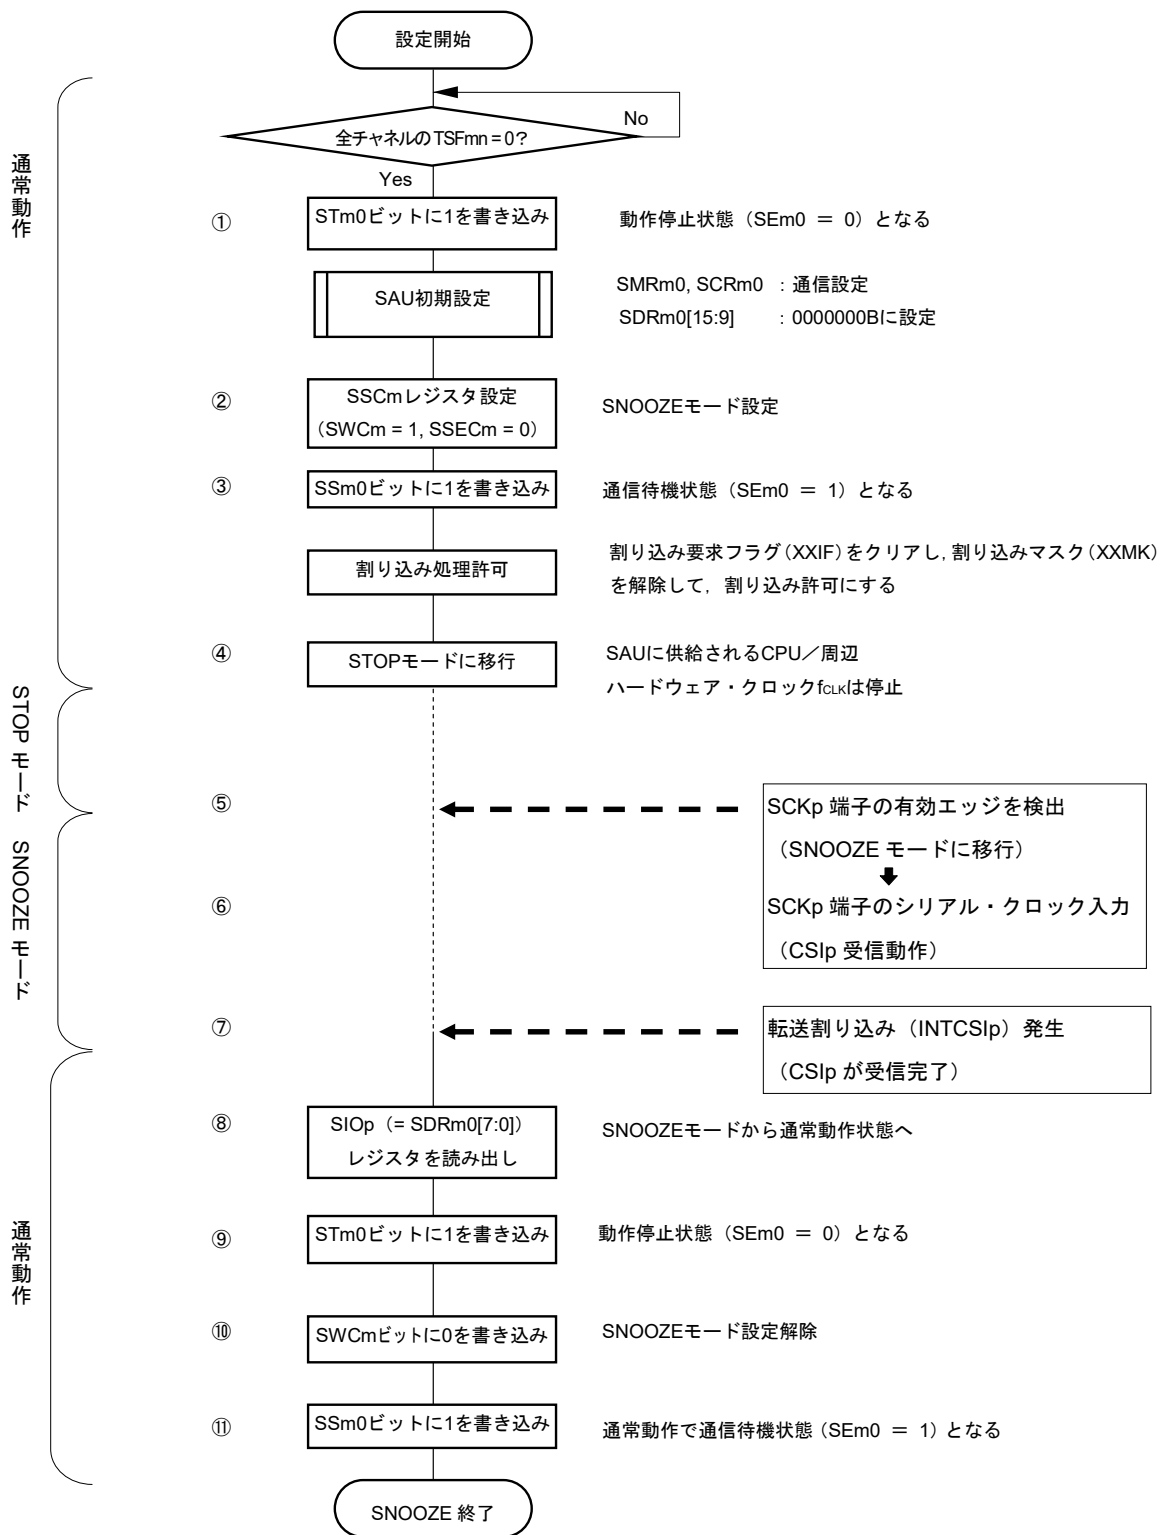 設定開始
No
全チャネルのTSFmn = 0?
Yes
通常動作
① STm0ビットに1を書き込み 動作停止状態（SEm0 ＝ 0）となる
SAU初期設定
SMRm0, SCRm0 ：通信設定
SDRm0[15:9] ：0000000Bに設定
② SSCmレジスタ設定
（SWCm = 1, SSECm = 0）
SNOOZEモード設定
③ SSm0ビットに1を書き込み 通信待機状態（SEm0 ＝ 1）となる
割り込み処理許可
割り込み要求フラグ（XXIF）をクリアし, 割り込みマスク（XXMK）
を解除して，割り込み許可にする
④ STOPモードに移行
SAUに供給されるCPU／周辺
ハードウェア・クロックfCLKは停止
STOP モード
⑤ SCKp 端子の有効エッジを検出
（SNOOZE モードに移行）
SNOOZE モード
⑥ SCKp 端子のシリアル・クロック入力
（CSIp 受信動作）
⑦ 転送割り込み（INTCSIp）発生
（CSIp が受信完了）
通常動作
⑧ SIOp（= SDRm0[7:0]）
レジスタを読み出し
SNOOZEモードから通常動作状態へ
⑨ STm0ビットに1を書き込み 動作停止状態（SEm0 ＝ 0）となる
⑩ SWCmビットに0を書き込み SNOOZEモード設定解除
⑪ SSm0ビットに1を書き込み 通常動作で通信待機状態（SEm0 ＝ 1）となる
SNOOZE 終了